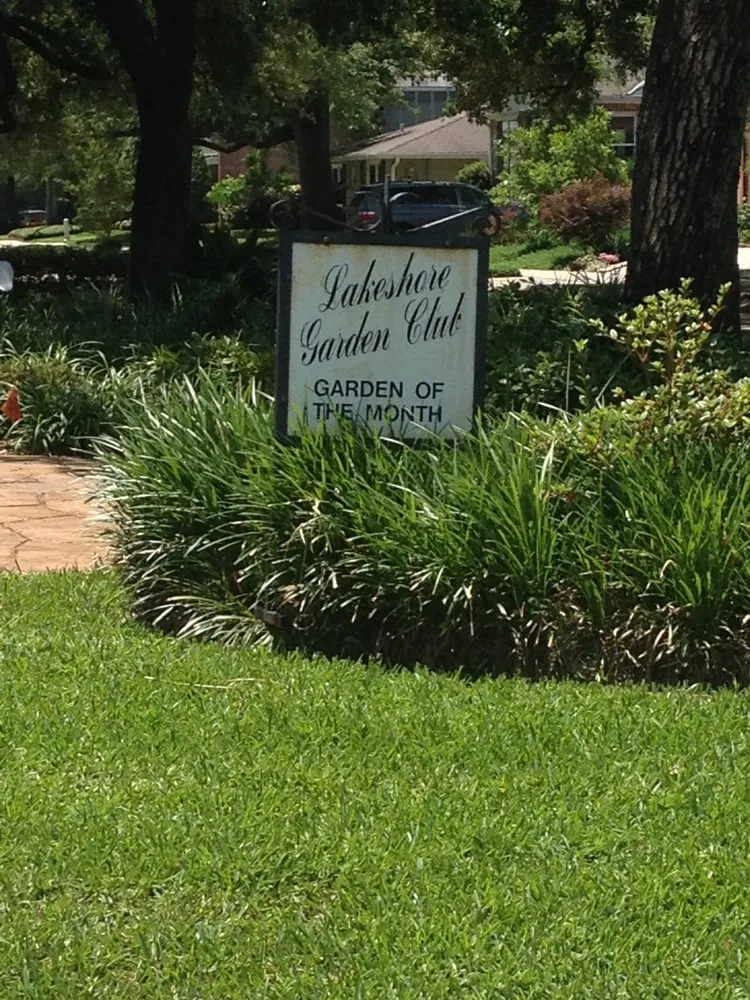 Lakeshore
Garden Club
GARDEN OF
THE MONTH